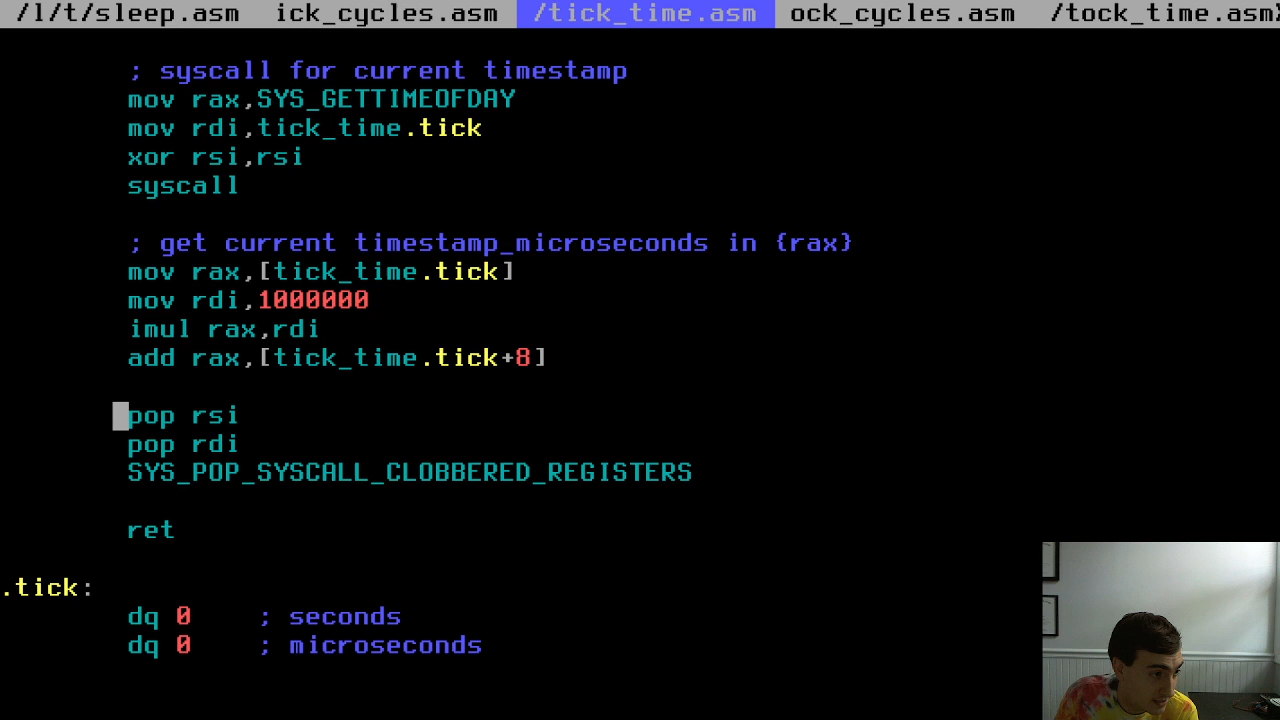 /l/t/sleep.asm ick_cycles.asm /tick_time.asm ock_cycles.asm /tock_time.asm
; syscall for current timestamp
mov rax,SYS_GETTIMEOFDAY
mov rdi,tick_time.tick
xor rsi,rsi
syscall
; get current timestamp_microseconds in {rax}
mov rax,[tick_time.tick]
mov rdi,1000000
imul rax,rdi
add rax,[tick_time.tick+8]
pop rsi
pop rdi
SYS_POP_SYSCALL_CLOBBERED_REGISTERS
ret
.tick:
dq 0 ; seconds
dq 0 ; microseconds